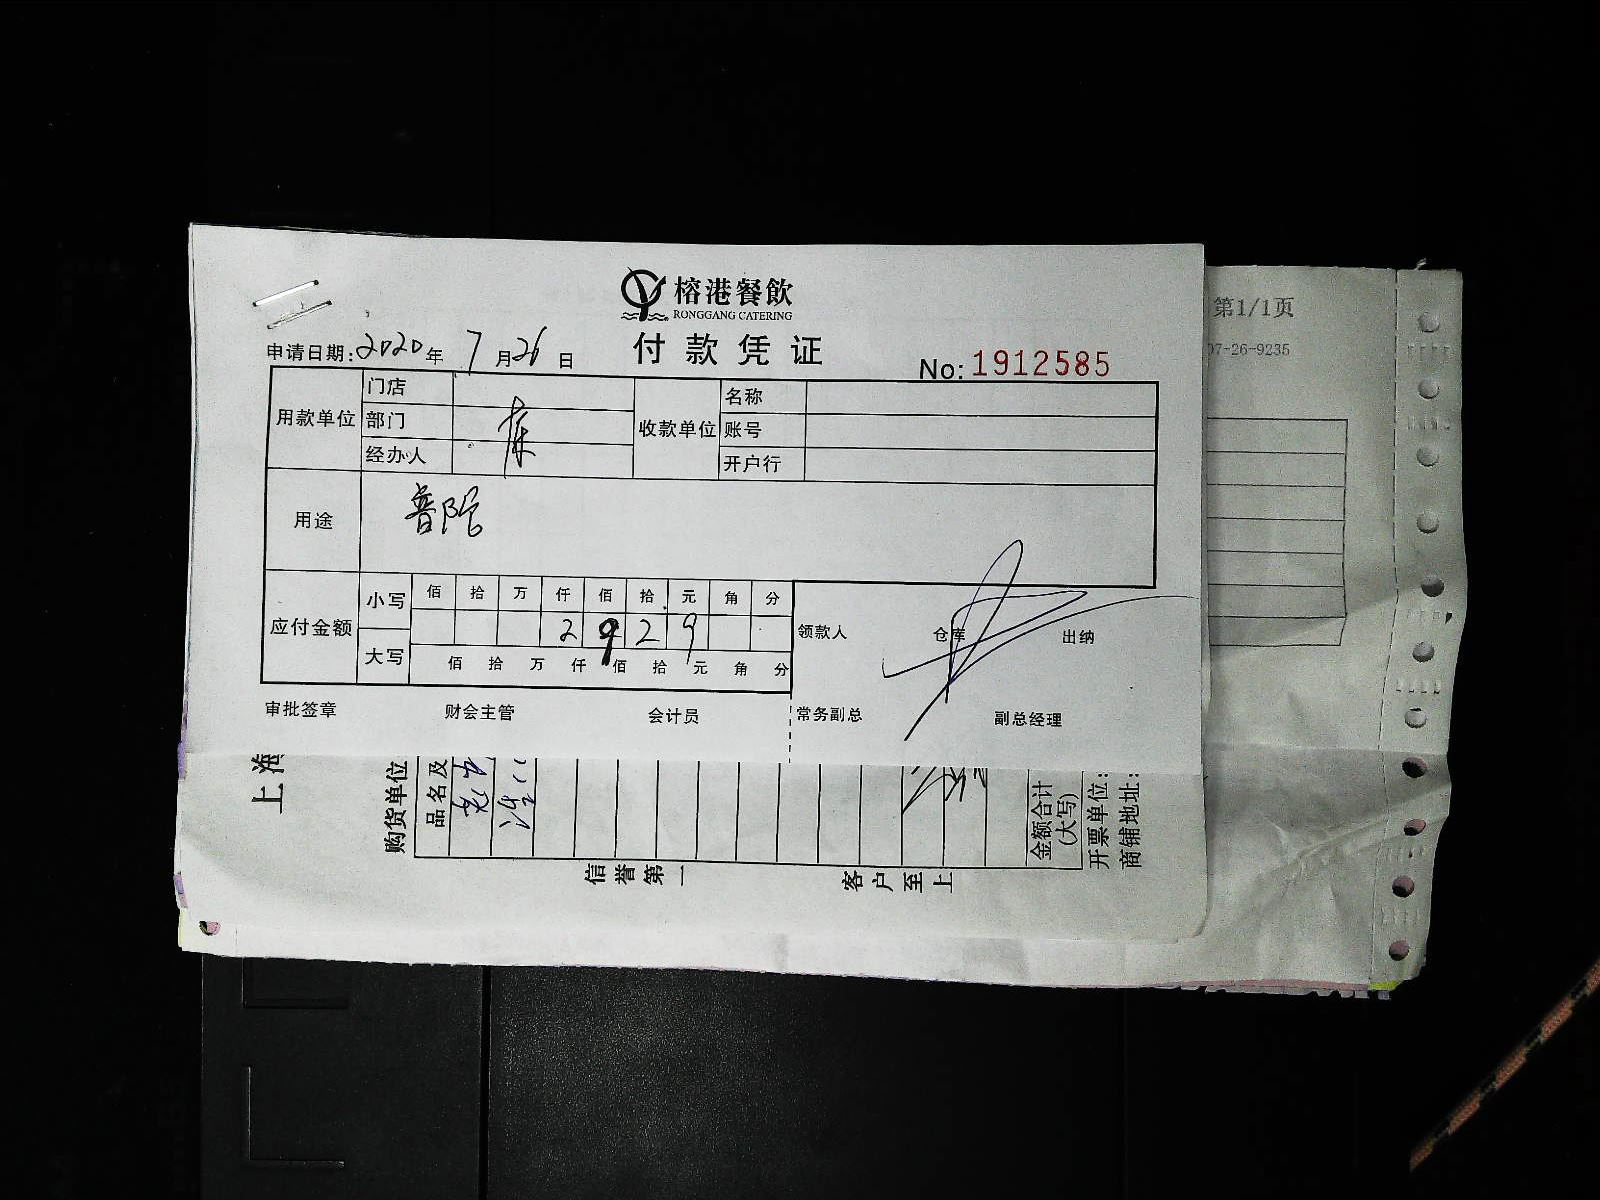 榕港餐飲
RONGGANG CATERING
付款凭证
申请日期:2020年7月26日
No:1912585
用款单位
门店
部门
经办人
收款单位
名称
账号
开户行
用途
普陀
应付金额
小写
佰 拾 万 仟 佰 拾 元 角 分
2 9 2 9
大写
佰 拾 万 仟 佰 拾 元 角 分
领款人 仓库 出纳
审批签章 财会主管 会计员 常务副总 副总经理
第1/1页
07-26-9235
上海
购货单位
品名及
金额合计
(大写)
开票单位:
商铺地址:
信誉第一 客户至上